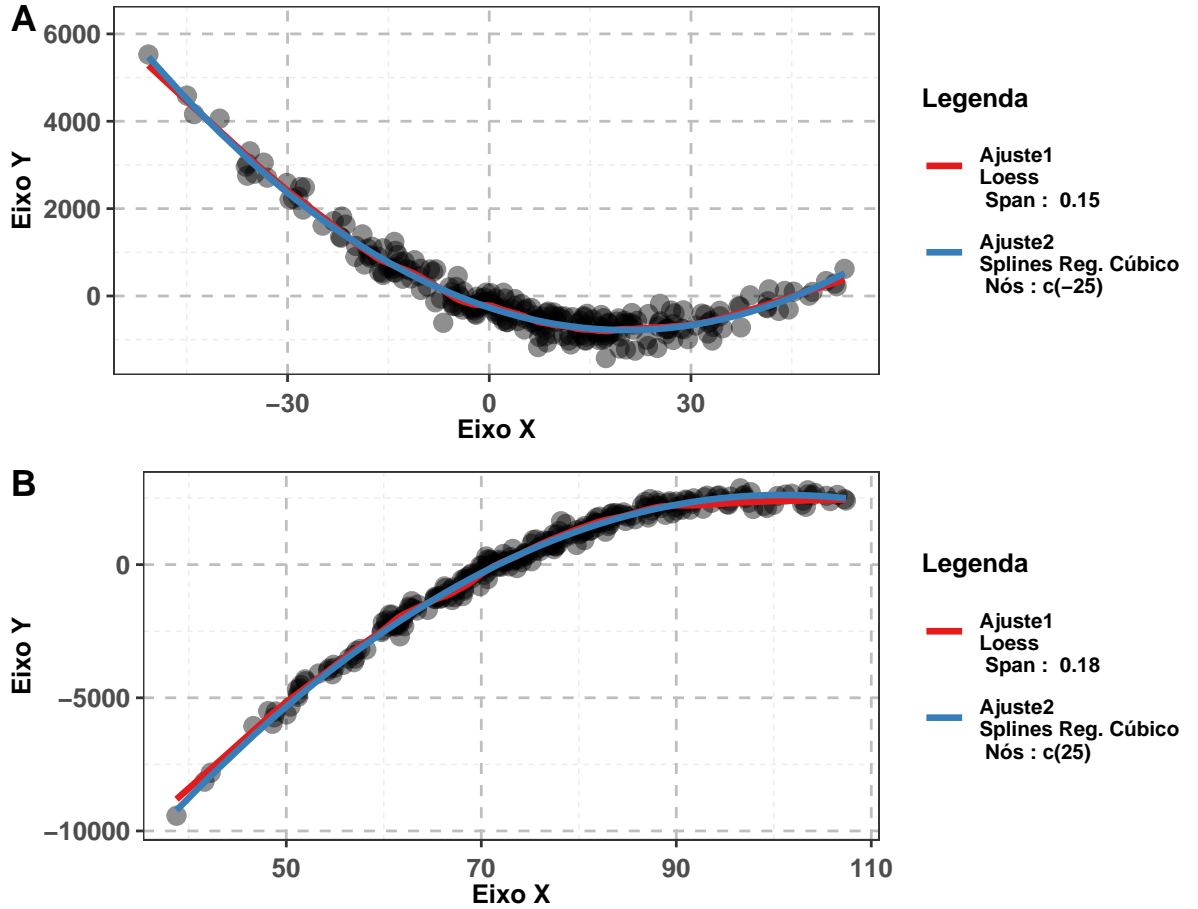 A
6000
4000
2000
0
Eixo Y
−30
0
30
Eixo X
Legenda
Ajuste1
Loess
Span : 0.15
Ajuste2
Splines Reg. Cúbico
Nós : c(−25)
B
0
−5000
−10000
Eixo Y
50
70
90
110
Eixo X
Legenda
Ajuste1
Loess
Span : 0.18
Ajuste2
Splines Reg. Cúbico
Nós : c(25)